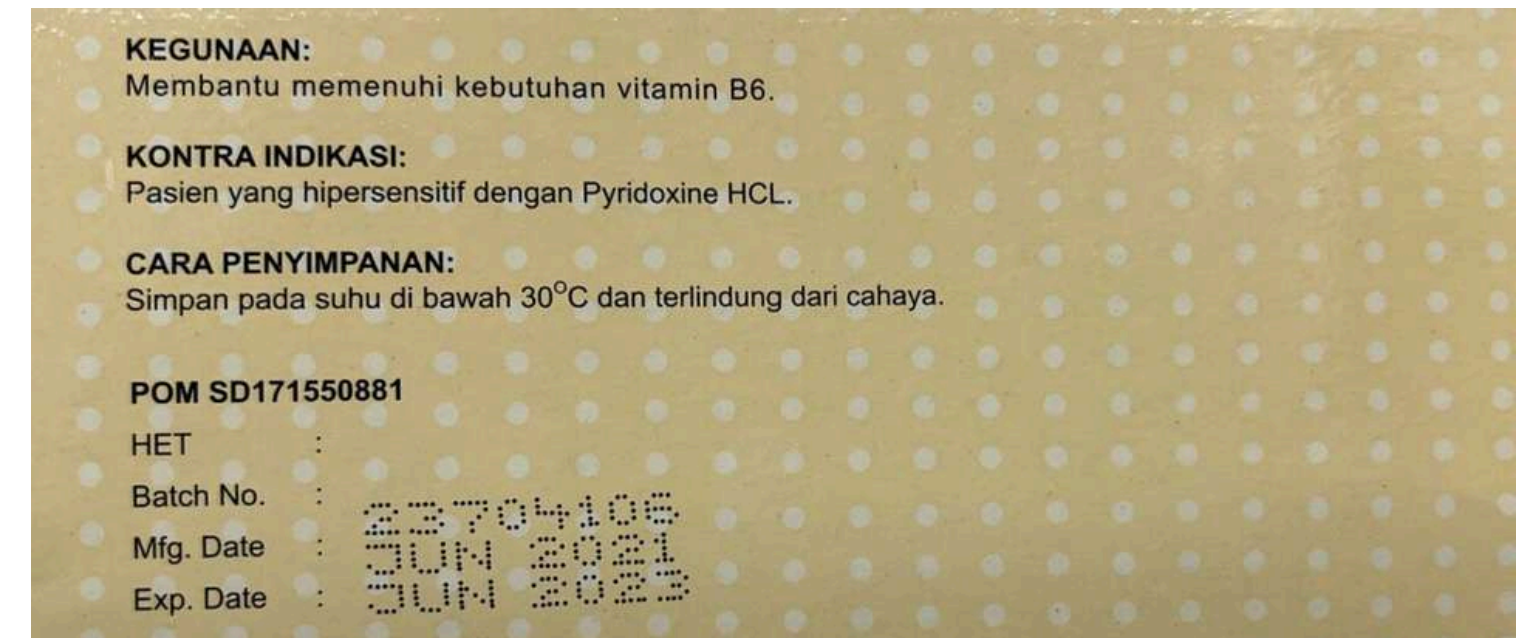 KEGUNAAN:
Membantu memenuhi kebutuhan vitamin B6.
KONTRA INDIKASI:
Pasien yang hipersensitif dengan Pyridoxine HCL.
CARA PENYIMPANAN:
Simpan pada suhu di bawah 30°C dan terlindung dari cahaya.
POM SD171550881
HET :
Batch No. : 23704106
Mfg. Date : JUN 2021
Exp. Date : JUN 2023